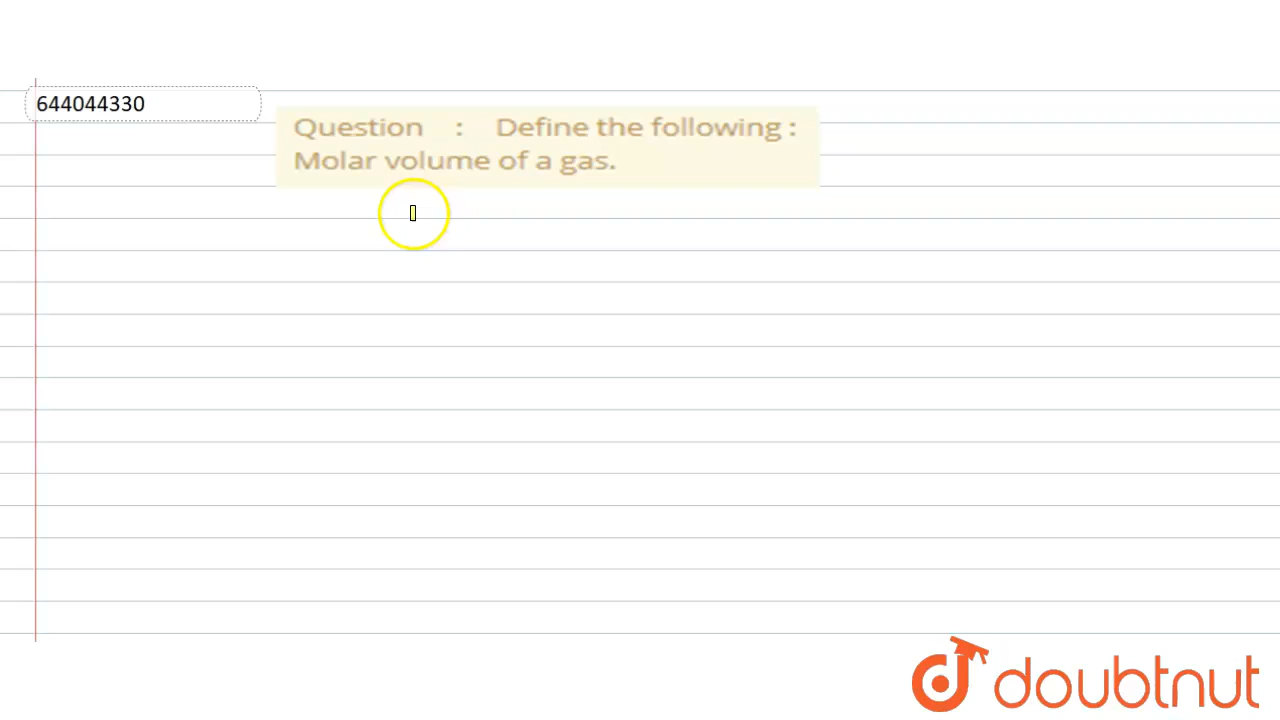 644044330
Question : Define the following :
Molar volume of a gas.
doubtnut